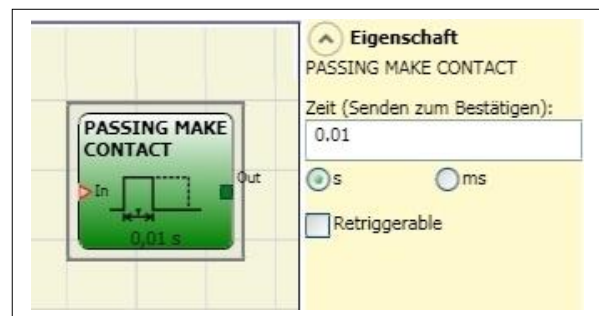 PASSING MAKE
CONTACT
In
Out
T
0,01 s
Eigenschaft
PASSING MAKE CONTACT
Zeit (Senden zum Bestätigen):
0.01
s
ms
Retriggerable